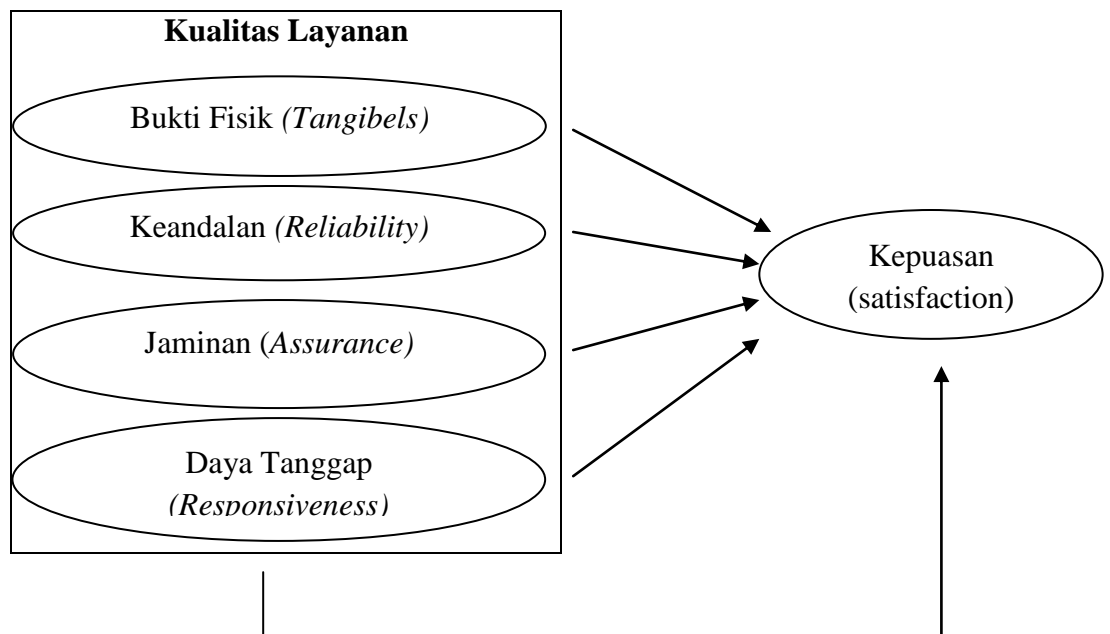 Kualitas Layanan
Bukti Fisik (Tangibels)
Keandalan (Reliability)
Jaminan (Assurance)
Daya Tanggap
(Responsiveness)
Kepuasan
(satisfaction)